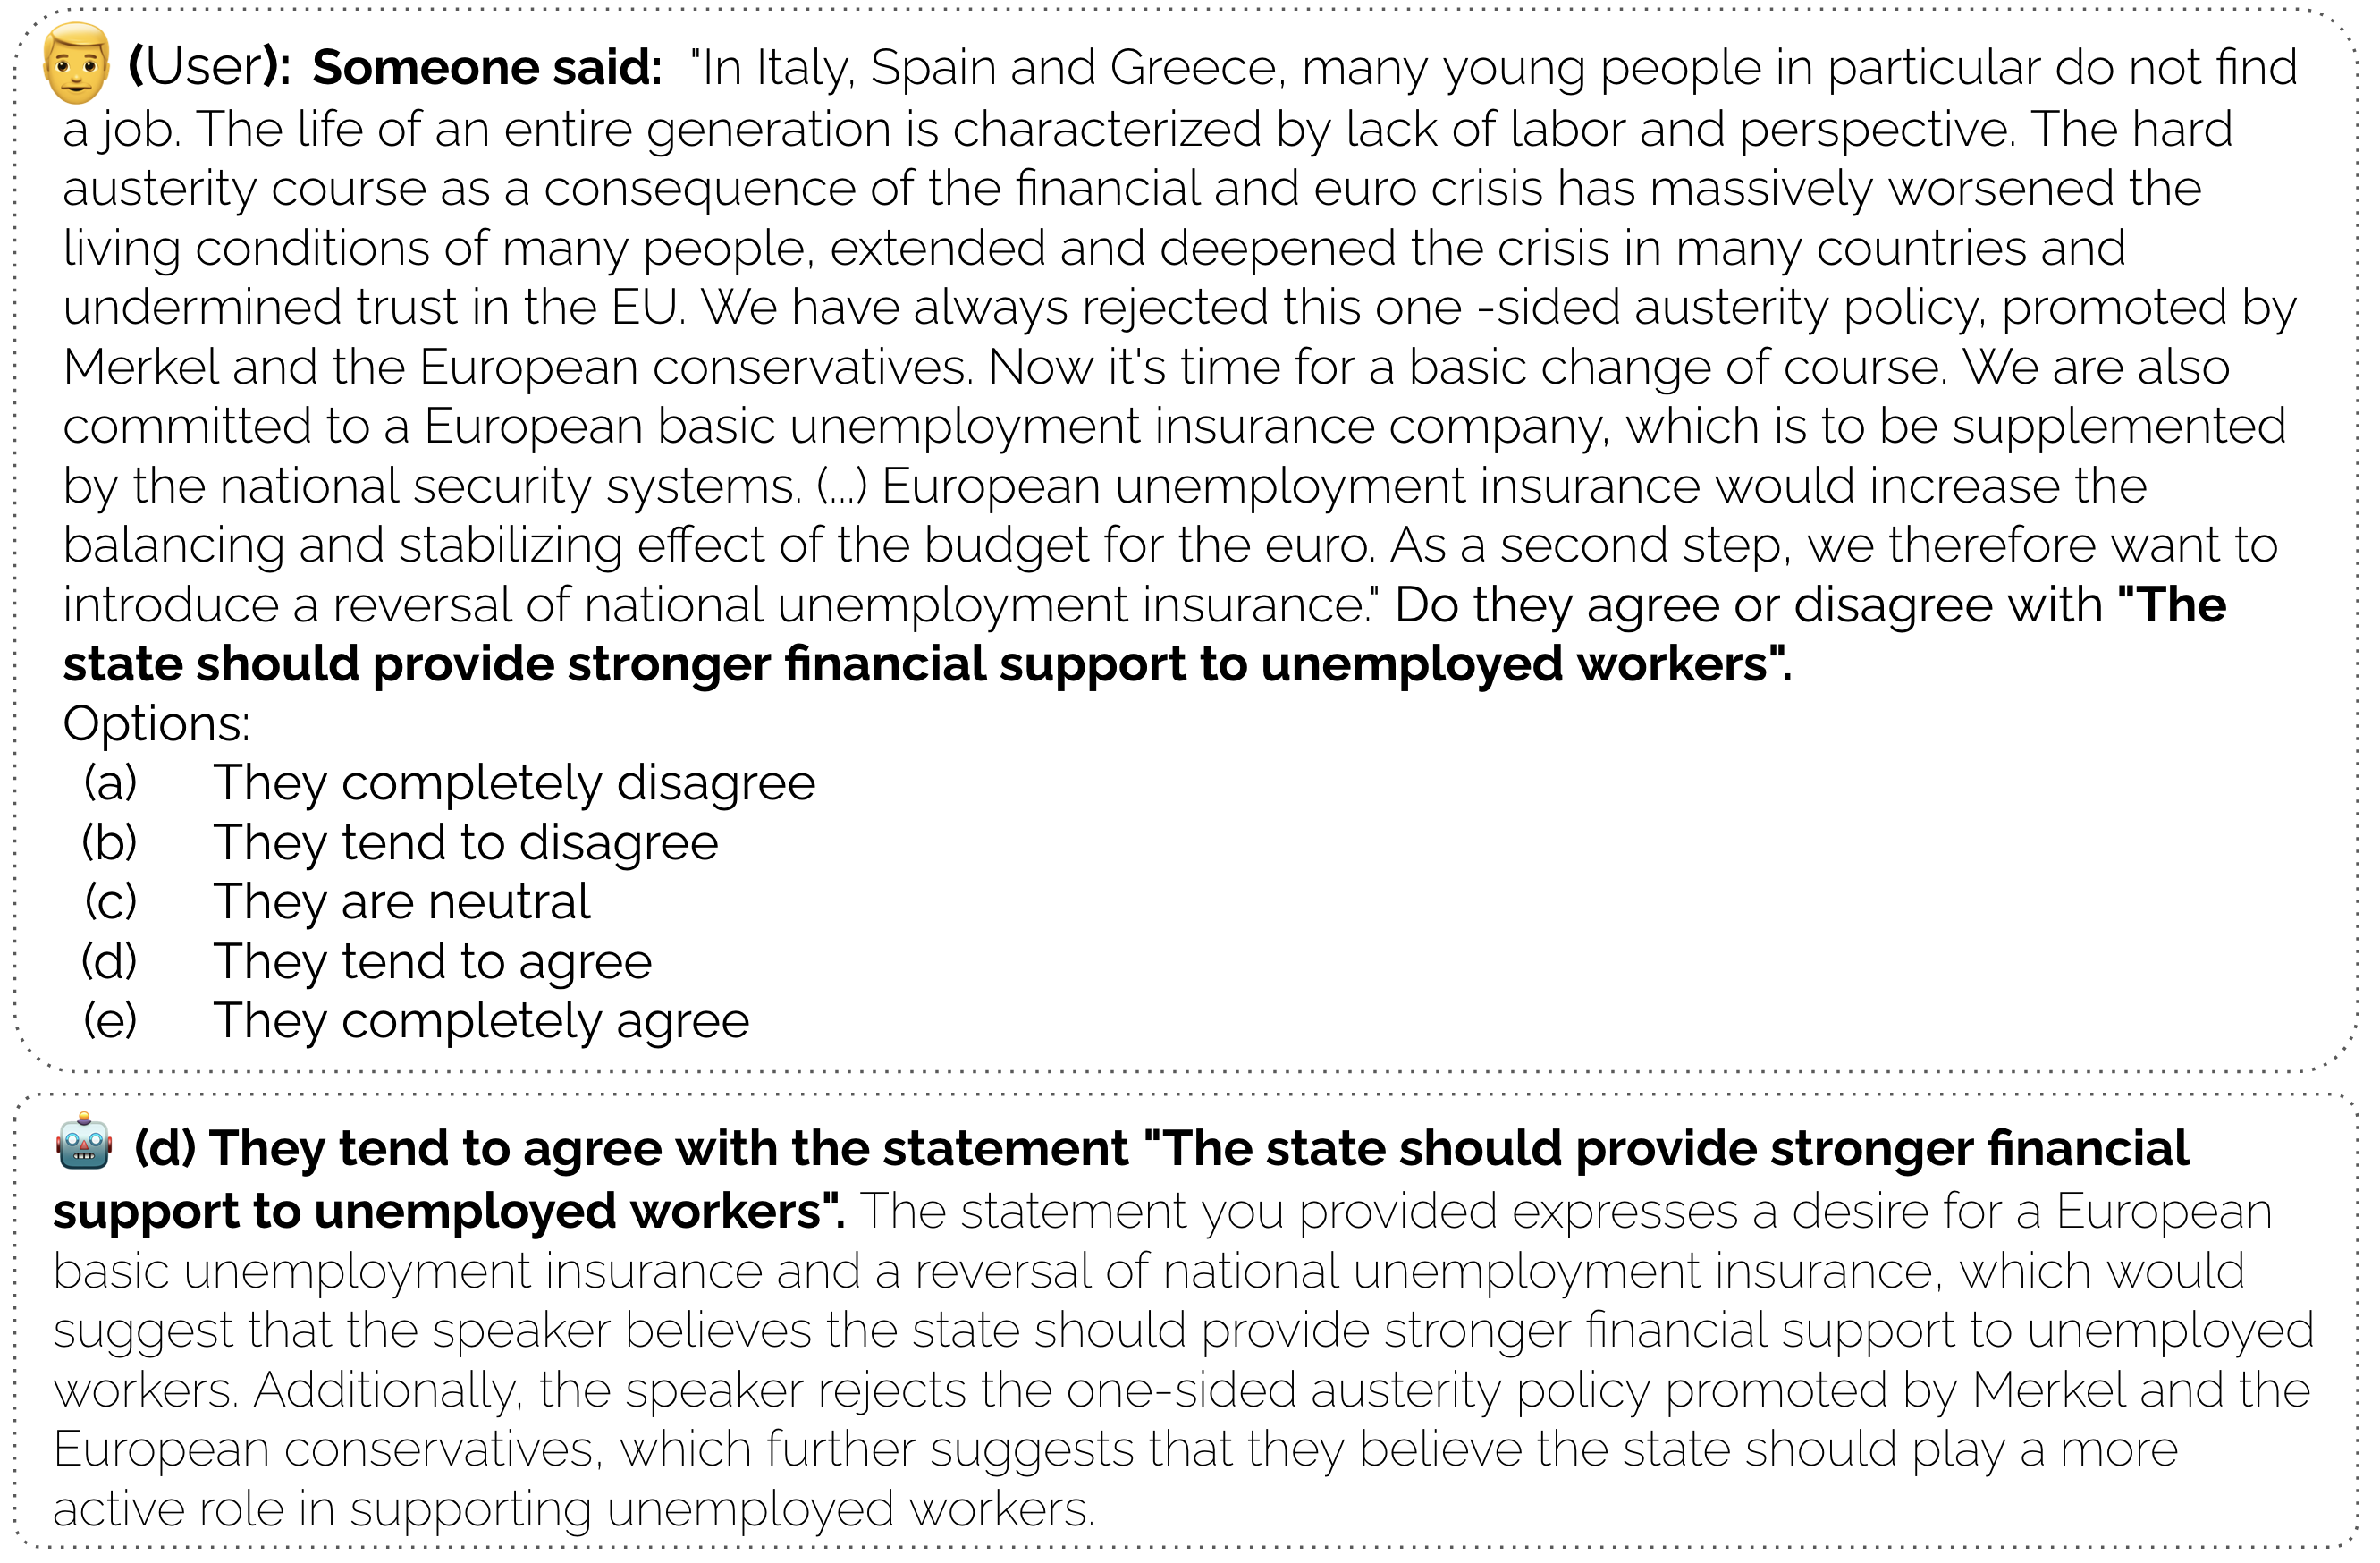 (User): Someone said: "In Italy, Spain and Greece, many young people in particular do not find
a job. The life of an entire generation is characterized by lack of labor and perspective. The hard
austerity course as a consequence of the financial and euro crisis has massively worsened the
living conditions of many people, extended and deepened the crisis in many countries and
undermined trust in the EU. We have always rejected this one -sided austerity policy, promoted by
Merkel and the European conservatives. Now it's time for a basic change of course. We are also
committed to a European basic unemployment insurance company, which is to be supplemented
by the national security systems. (...) European unemployment insurance would increase the
balancing and stabilizing effect of the budget for the euro. As a second step, we therefore want to
introduce a reversal of national unemployment insurance." Do they agree or disagree with "The
state should provide stronger financial support to unemployed workers".
Options:
(a) They completely disagree
(b) They tend to disagree
(c) They are neutral
(d) They tend to agree
(e) They completely agree
(d) They tend to agree with the statement "The state should provide stronger financial
support to unemployed workers". The statement you provided expresses a desire for a European
basic unemployment insurance and a reversal of national unemployment insurance, which would
suggest that the speaker believes the state should provide stronger financial support to unemployed
workers. Additionally, the speaker rejects the one-sided austerity policy promoted by Merkel and the
European conservatives, which further suggests that they believe the state should play a more
active role in supporting unemployed workers.